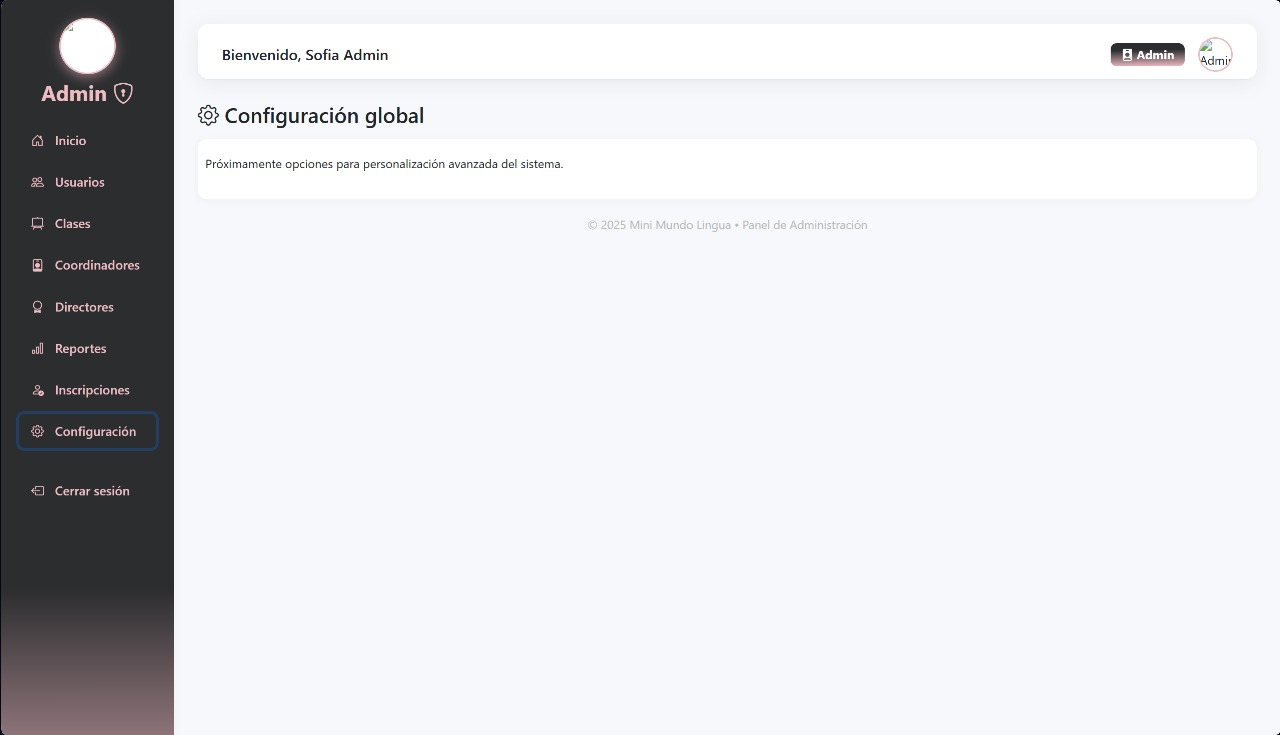 Admin
Inicio
Usuarios
Clases
Coordinadores
Directores
Reportes
Inscripciones
Configuración
Cerrar sesión
Bienvenido, Sofia Admin
Admin
Admi
Configuración global
Próximamente opciones para personalización avanzada del sistema.
© 2025 Mini Mundo Lingua • Panel de Administración